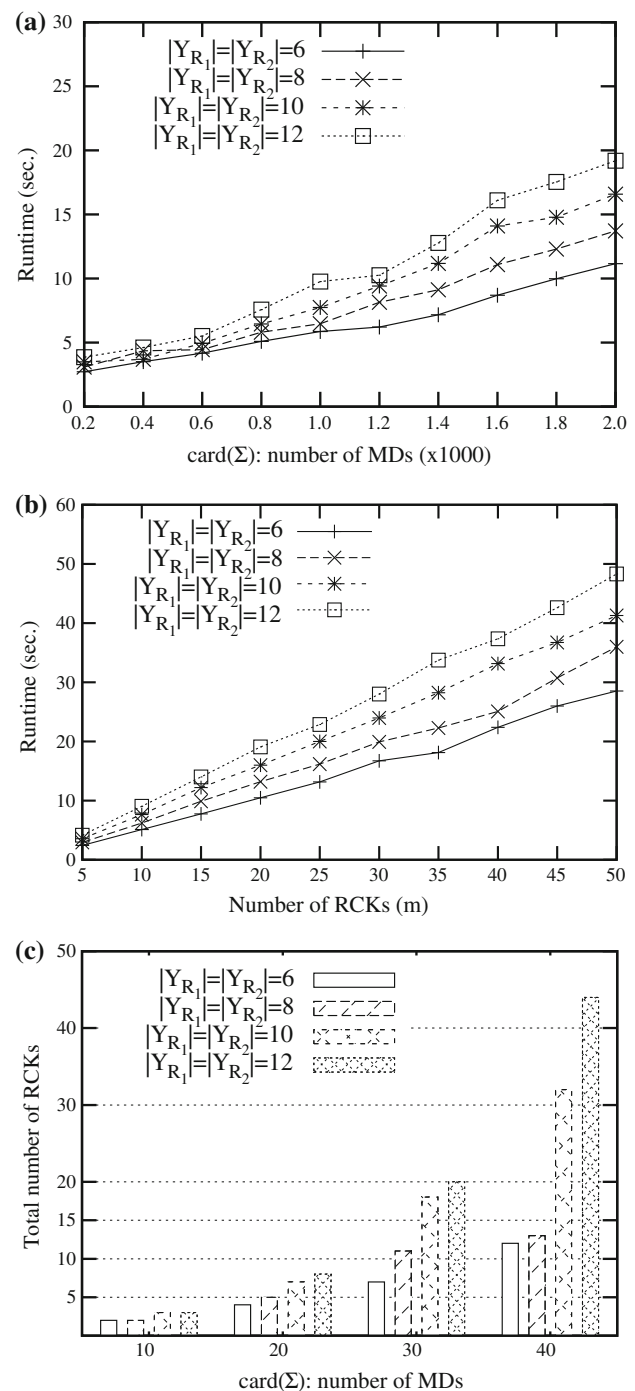 (a)
30
25
20
15
10
5
0
Runtime (sec.)
|Y_R1|=|Y_R2|=6
|Y_R1|=|Y_R2|=8
|Y_R1|=|Y_R2|=10
|Y_R1|=|Y_R2|=12
0.2 0.4 0.6 0.8 1.0 1.2 1.4 1.6 1.8 2.0
card(Σ): number of MDs (x1000)
(b)
60
50
40
30
20
10
0
Runtime (sec.)
|Y_R1|=|Y_R2|=6
|Y_R1|=|Y_R2|=8
|Y_R1|=|Y_R2|=10
|Y_R1|=|Y_R2|=12
5 10 15 20 25 30 35 40 45 50
Number of RCKs (m)
(c)
50
40
30
20
15
10
5
Total number of RCKs
|Y_R1|=|Y_R2|=6
|Y_R1|=|Y_R2|=8
|Y_R1|=|Y_R2|=10
|Y_R1|=|Y_R2|=12
10 20 30 40
card(Σ): number of MDs